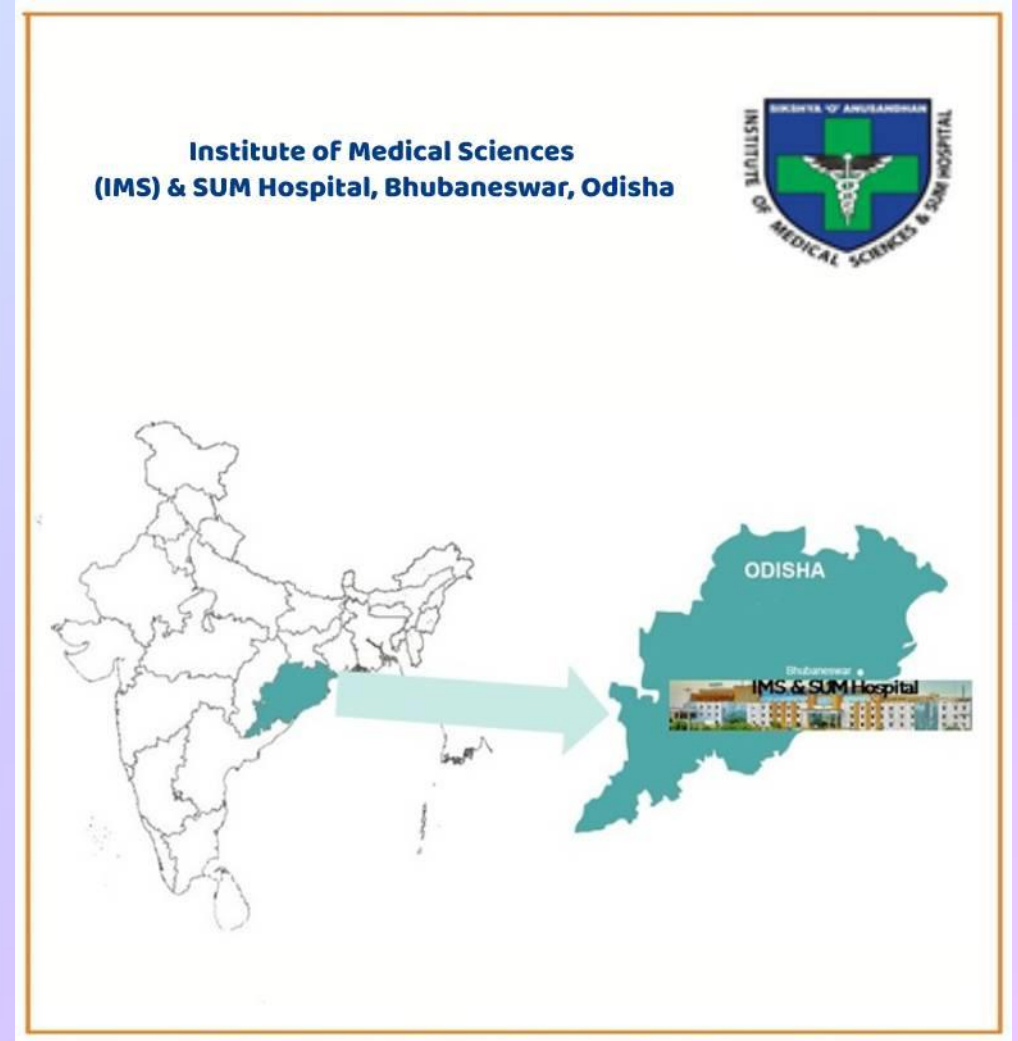 Institute of Medical Sciences
(IMS) & SUM Hospital, Bhubaneswar, Odisha
SIKSHYA 'O' ANUSANDHAN
INSTITUTE OF MEDICAL SCIENCES & SUM HOSPITAL
ODISHA
Bhubaneswar
IMS & SUM Hospital